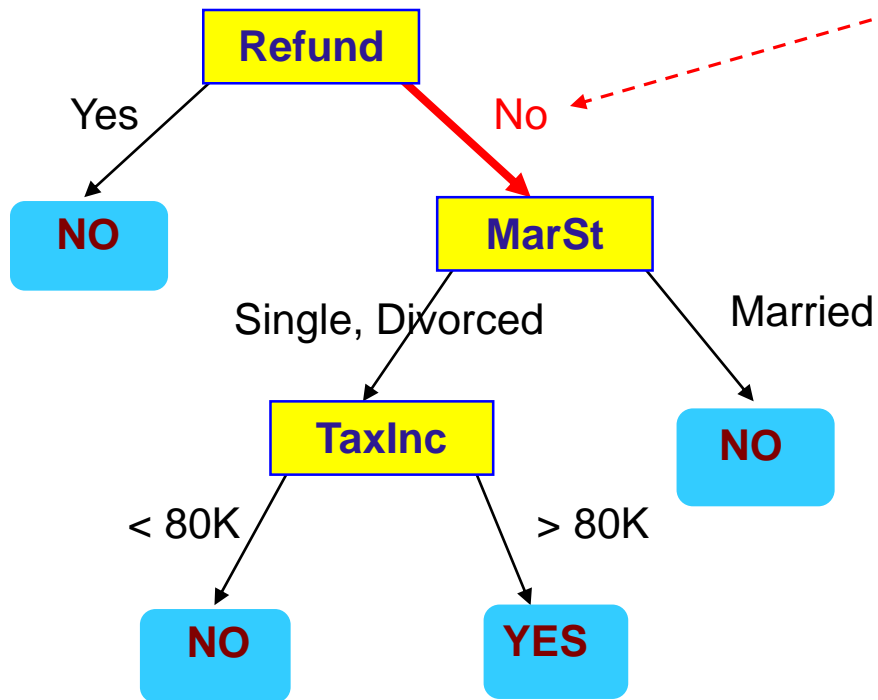 Refund
Yes
No
NO
MarSt
Single, Divorced
Married
TaxInc
NO
< 80K
> 80K
NO
YES